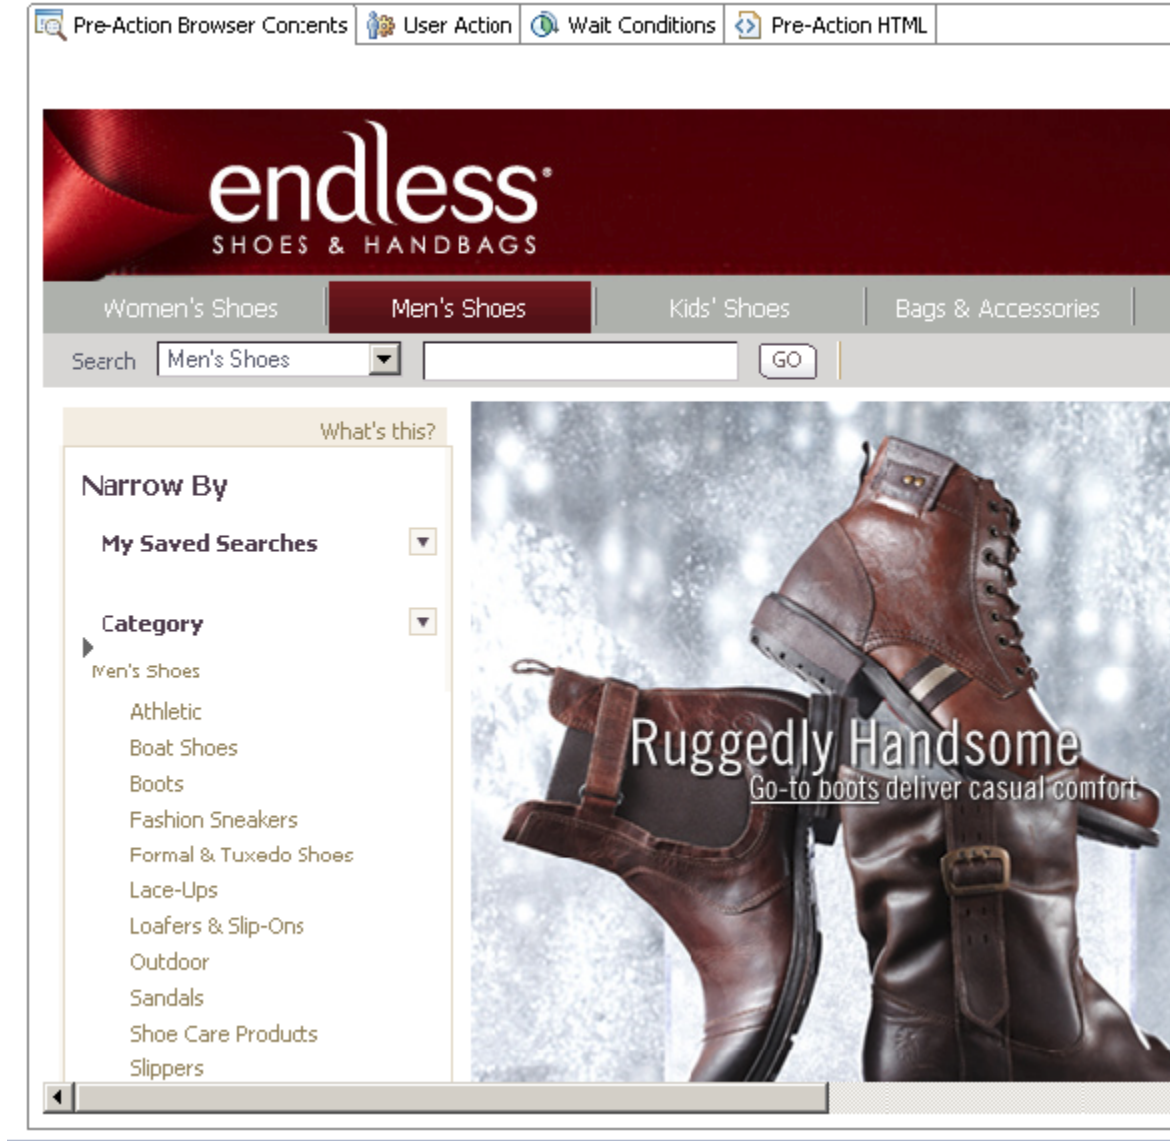 Pre-Action Browser Contents User Action Wait Conditions Pre-Action HTML
endless®
SHOES & HANDBAGS
Women's Shoes Men's Shoes Kids' Shoes Bags & Accessories
Search Men's Shoes GO
What's this?
Narrow By
My Saved Searches
Category
Men's Shoes
Athletic
Boat Shoes
Boots
Fashion Sneakers
Formal & Tuxedo Shoes
Lace-Ups
Loafers & Slip-Ons
Outdoor
Sandals
Shoe Care Products
Slippers
Ruggedly Handsome
Go-to boots deliver casual comfort.